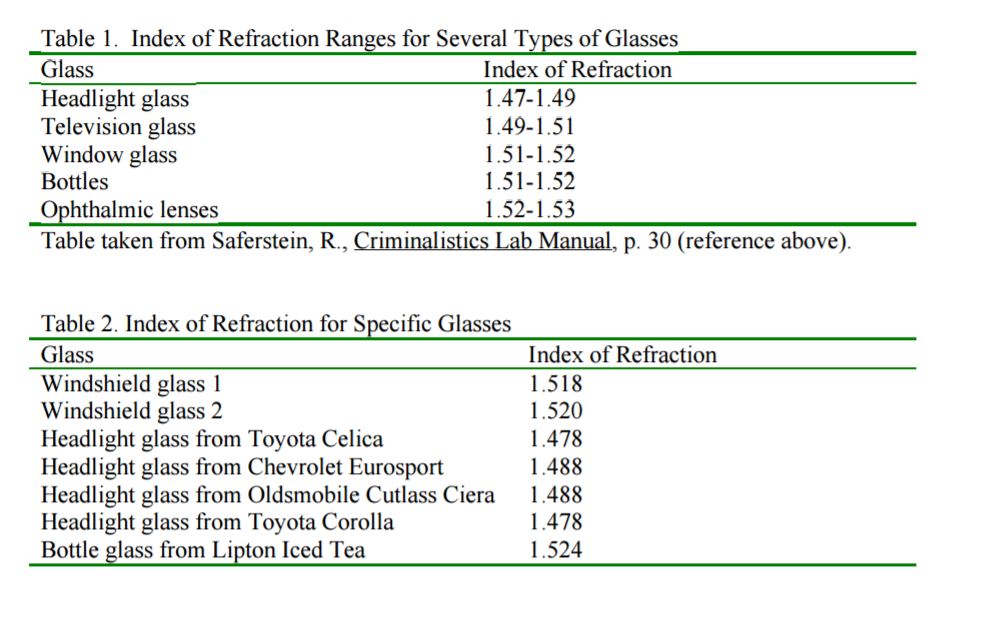 Table 1. Index of Refraction Ranges for Several Types of Glasses
Glass Index of Refraction
Headlight glass 1.47-1.49
Television glass 1.49-1.51
Window glass 1.51-1.52
Bottles 1.51-1.52
Ophthalmic lenses 1.52-1.53
Table taken from Saferstein, R., Criminalistics Lab Manual, p. 30 (reference above).
Table 2. Index of Refraction for Specific Glasses
Glass Index of Refraction
Windshield glass 1 1.518
Windshield glass 2 1.520
Headlight glass from Toyota Celica 1.478
Headlight glass from Chevrolet Eurosport 1.488
Headlight glass from Oldsmobile Cutlass Ciera 1.488
Headlight glass from Toyota Corolla 1.478
Bottle glass from Lipton Iced Tea 1.524